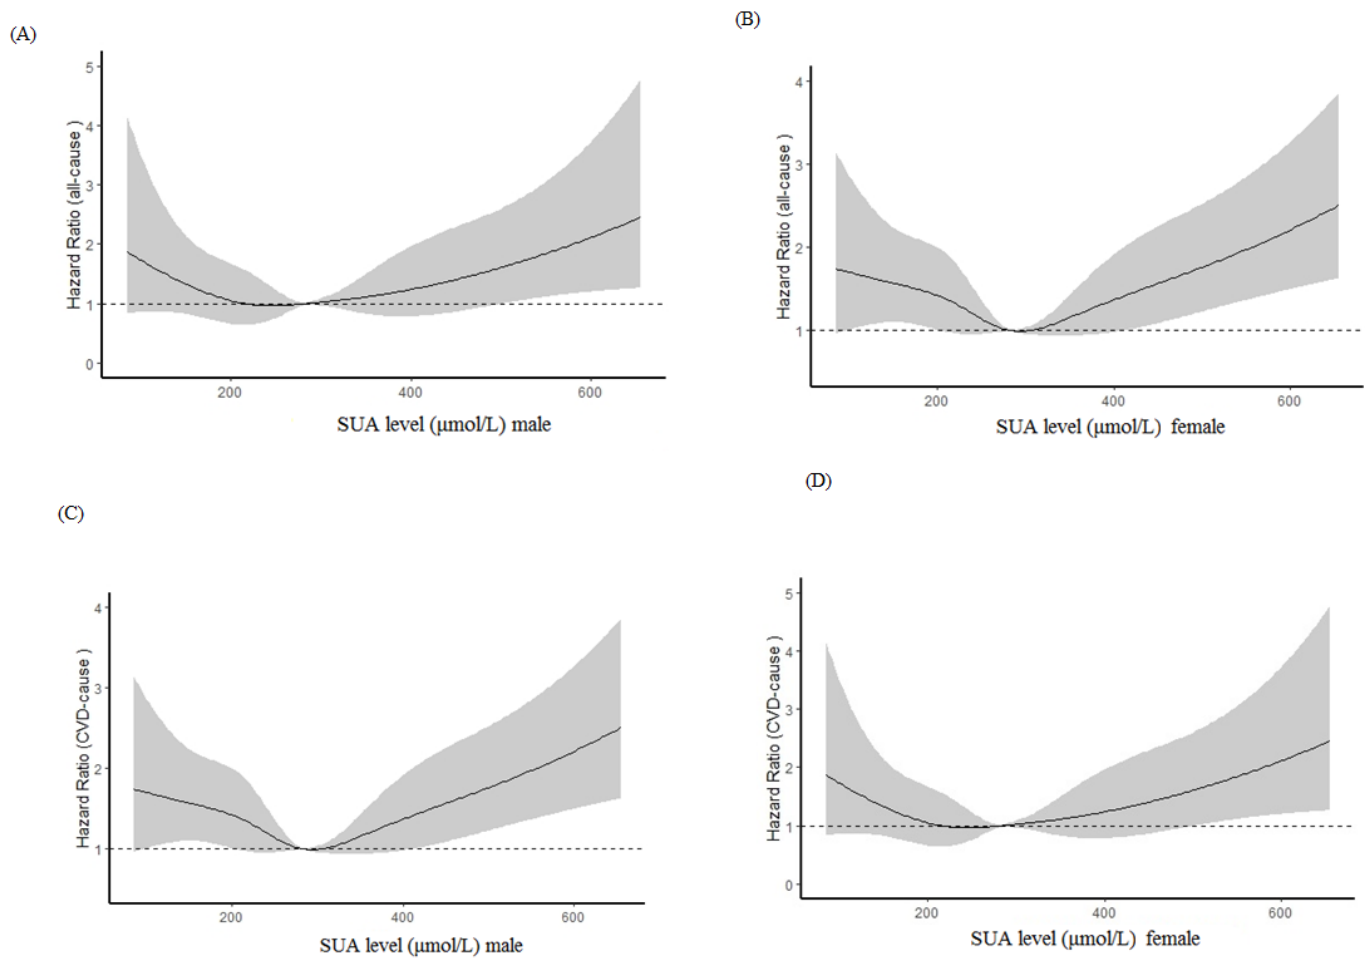 (A)
Hazard Ratio (all-cause )
5
4
3
2
1
0
200 400 600
SUA level (μmol/L) male
(B)
Hazard Ratio (all-cause )
4
3
2
1
200 400 600
SUA level (μmol/L) female
(C)
Hazard Ratio (CVD-cause )
4
3
2
1
200 400 600
SUA level (μmol/L) male
(D)
Hazard Ratio (CVD-cause )
5
4
3
2
1
0
200 400 600
SUA level (μmol/L) female